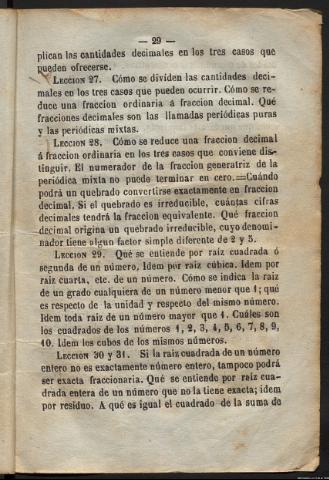 — 29 —
plican las cantidades decimales en los tres casos que
pueden ofrecerse.
LECCION 27. Cómo se dividen las cantidades deci-
males en los tres casos que pueden ocurrir. Cómo se re-
duce una fraccion ordinaria á fraccion decimal. Qué
fracciones decimales son las llamadas periódicas puras
y las periódicas mixtas.
LECCION 28. Cómo se reduce una fraccion decimal
á fraccion ordinaria en los tres casos que conviene dis-
tinguir. El numerador de la fraccion generatriz de la
periódica mixta no puede terminar en cero.=Cuándo
podrá un quebrado convertirse exactamente en fraccion
decimal. Si el quebrado es irreducible, cuántas cifras
decimales tendrá la fraccion equivalente. Qué fraccion
decimal origina un quebrado irreducible, cuyo denomi-
nador tiene algun factor simple diferente de 2 y 5.
LECCION 29. Qué se entiende por raiz cuadrada ó
segunda de un número. Idem por raiz cúbica. Idem por
raiz cuarta, etc. de un número. Cómo se indica la raiz
de un grado cualquiera de un número menor que 1; qué
es respecto de la unidad y respecto del mismo número.
Idem toda raiz de un número mayor que 1. Cuáles son
los cuadrados de los números 1, 2, 3, 4, 5, 6, 7, 8, 9,
10. Idem los cubos de los mismos números.
LECCION 30 y 31. Si la raiz cuadrada de un número
entero no es exactamente número entero, tampoco podrá
ser exacta fraccionaria. Qué se entiende por raiz cua-
drada entera de un número que no la tiene exacta; idem
por residuo. A qué es igual el cuadrado de la suma de